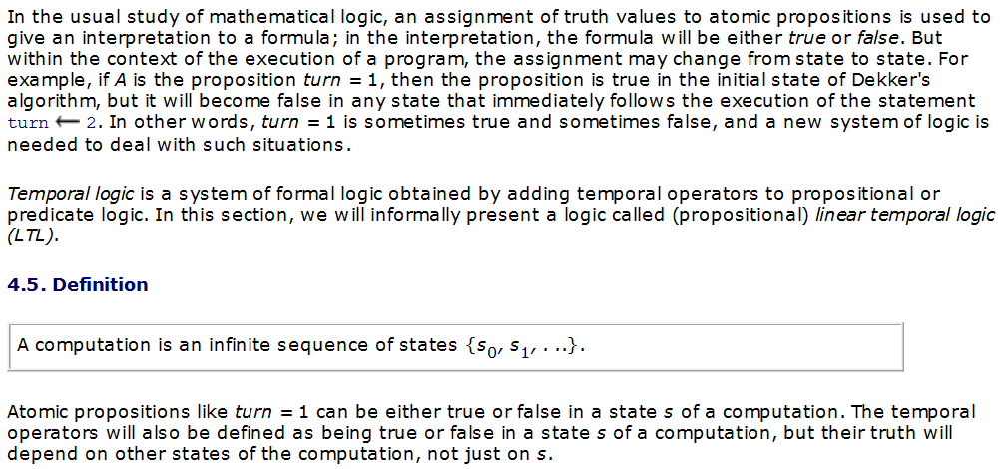 In the usual study of mathematical logic, an assignment of truth values to atomic propositions is used to
give an interpretation to a formula; in the interpretation, the formula will be either true or false. But
within the context of the execution of a program, the assignment may change from state to state. For
example, if A is the proposition turn = 1, then the proposition is true in the initial state of Dekker's
algorithm, but it will become false in any state that immediately follows the execution of the statement
turn ← 2. In other words, turn = 1 is sometimes true and sometimes false, and a new system of logic is
needed to deal with such situations.
Temporal logic is a system of formal logic obtained by adding temporal operators to propositional or
predicate logic. In this section, we will informally present a logic called (propositional) linear temporal logic
(LTL).
4.5. Definition
A computation is an infinite sequence of states {s0, s1, . ..}.
Atomic propositions like turn = 1 can be either true or false in a state s of a computation. The temporal
operators will also be defined as being true or false in a state s of a computation, but their truth will
depend on other states of the computation, not just on s.